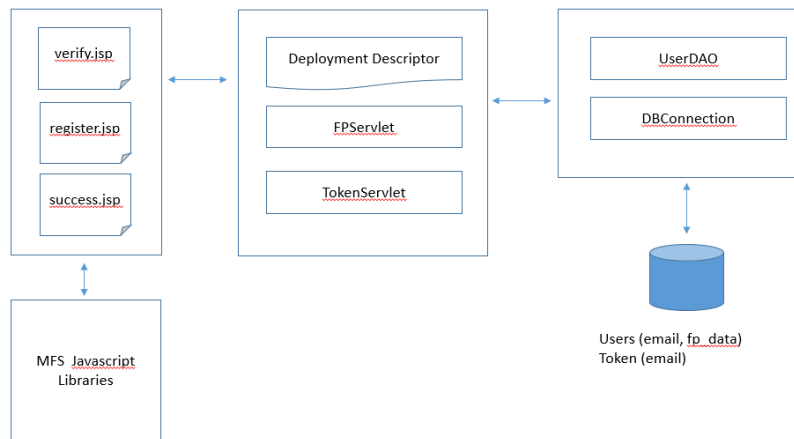 verify.jsp
register.jsp
success.jsp
MFS Javascript
Libraries
Deployment Descriptor
FPServlet
TokenServlet
UserDAO
DBConnection
Users (email, fp_data)
Token (email)